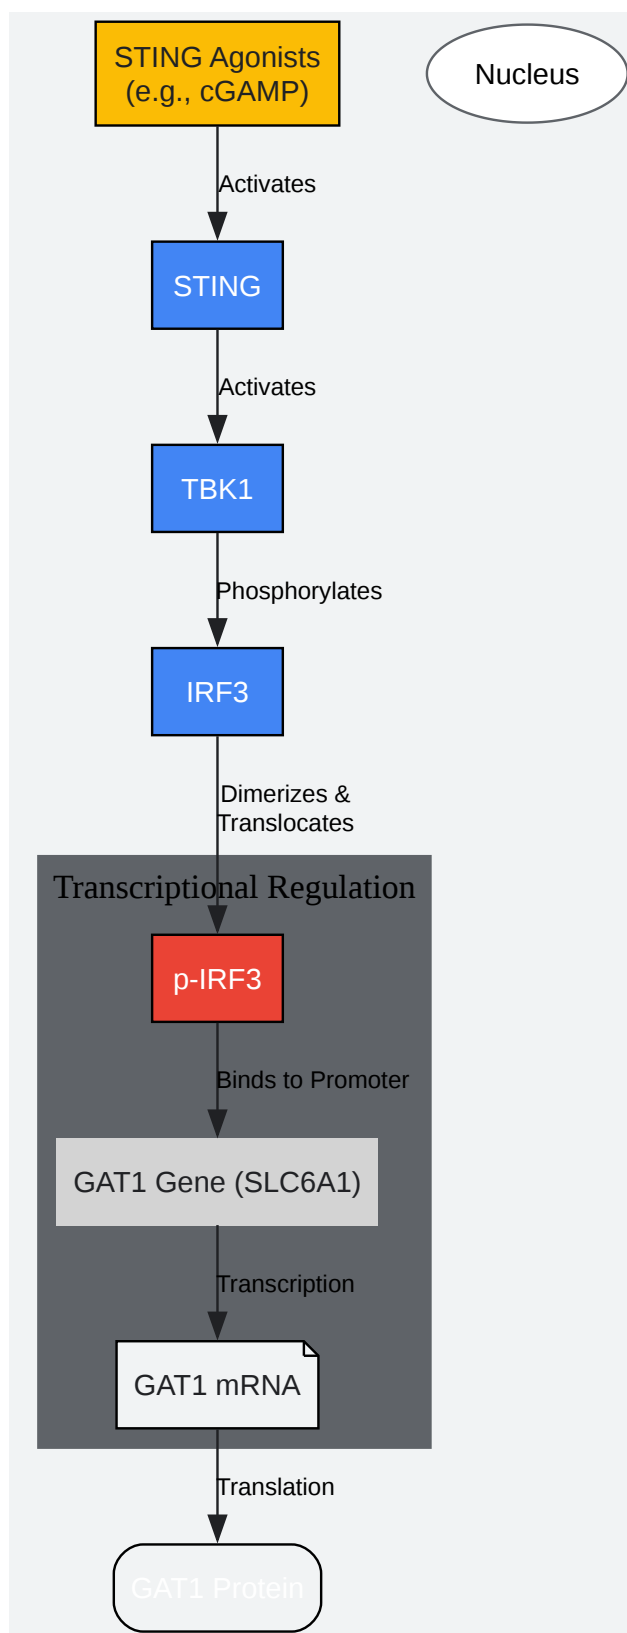 STING Agonists
(e.g., cGAMP)
Nucleus
Activates
STING
Activates
TBK1
Phosphorylates
IRF3
Dimerizes &
Translocates
Transcriptional Regulation
p-IRF3
Binds to Promoter
GAT1 Gene (SLC6A1)
Transcription
GAT1 mRNA
Translation
GAT1 Protein